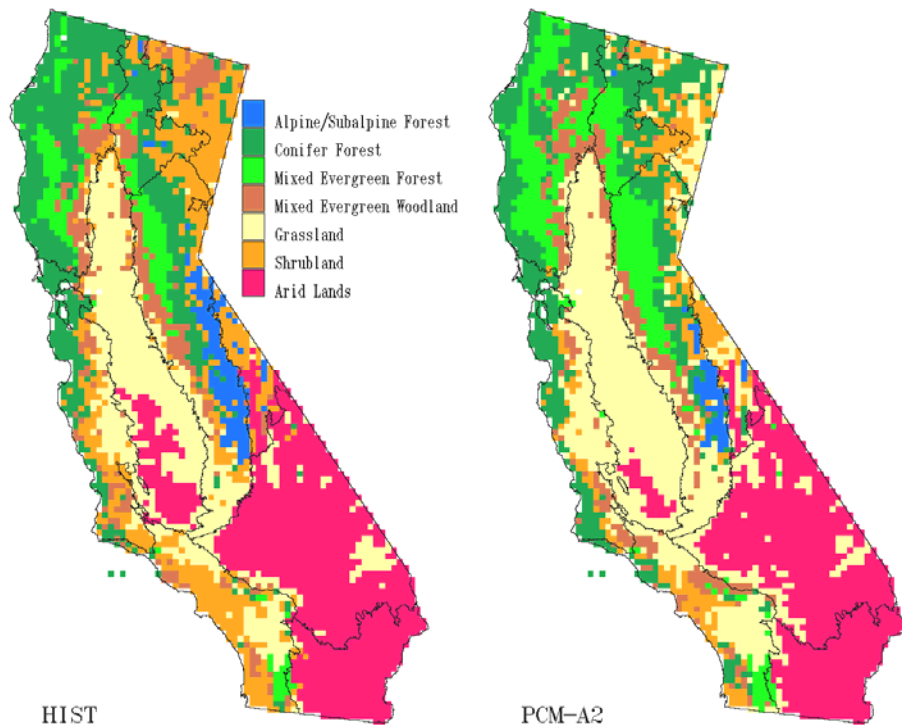 Alpine/Subalpine Forest
Conifer Forest
Mixed Evergreen Forest
Mixed Evergreen Woodland
Grassland
Shrubland
Arid Lands
HIST
PCM-A2